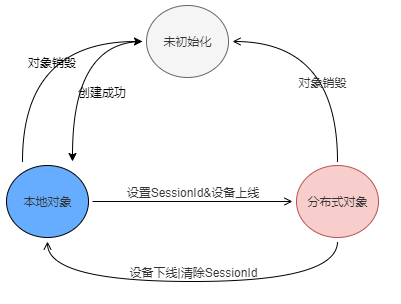 未初始化
对象销毁
对象销毁
创建成功
设置SessionId&设备上线
本地对象
分布式对象
设备下线|清除SessionId